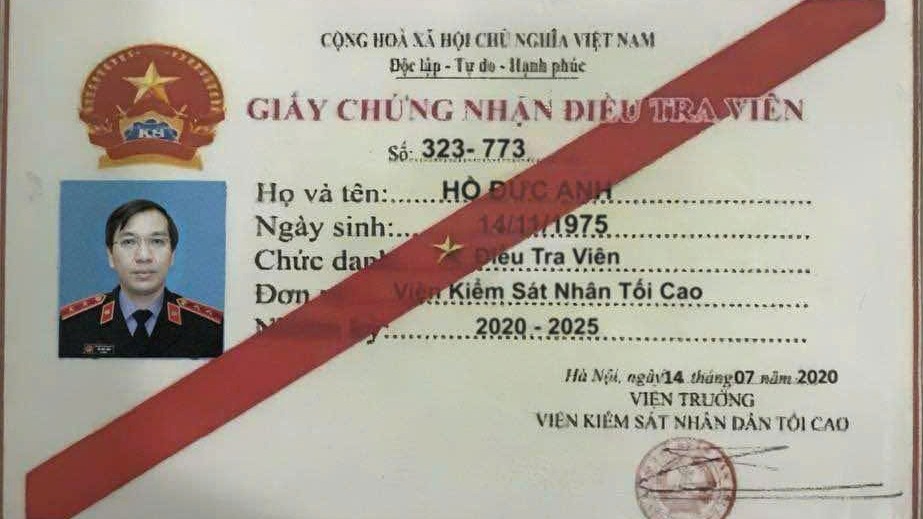 CỘNG HOÀ XÃ HỘI CHỦ NGHĨA VIỆT NAM
Độc lập - Tự do - Hạnh phúc
GIẤY CHỨNG NHẬN ĐIỀU TRA VIÊN
Số: 323-773
Họ và tên: HỒ ĐỨC ANH
Ngày sinh: 14/11/1975
Chức danh: Điều Tra Viên
Đơn Viện Kiểm Sát Nhân Tối Cao
2020 - 2025
Hà Nội, ngày 14 tháng 07 năm 2020
VIỆN TRƯỞNG
VIỆN KIỂM SÁT NHÂN DÂN TỐI CAO